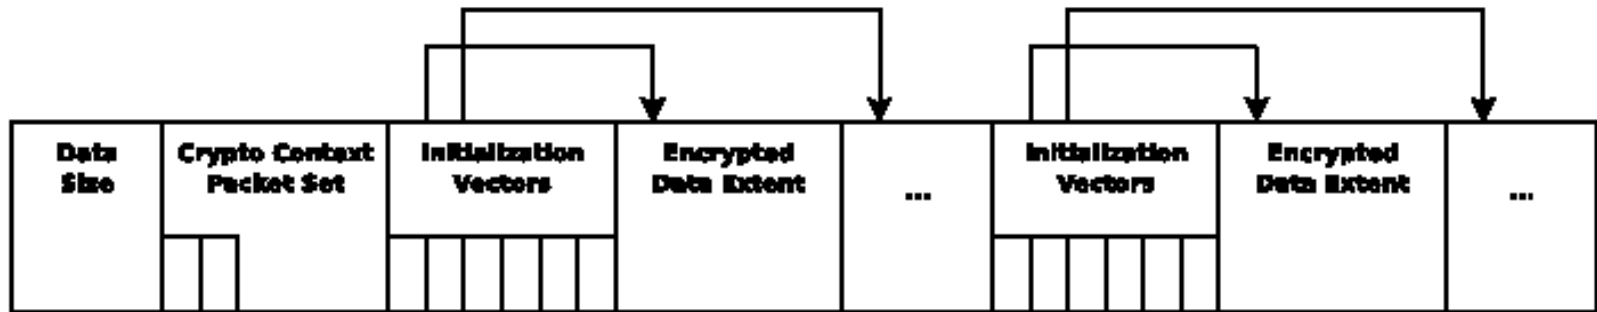 Data
Size
Crypto Context
Packet Set
Initialization
Vectors
Encrypted
Data Extent
...
Initialization
Vectors
Encrypted
Data Extent
...